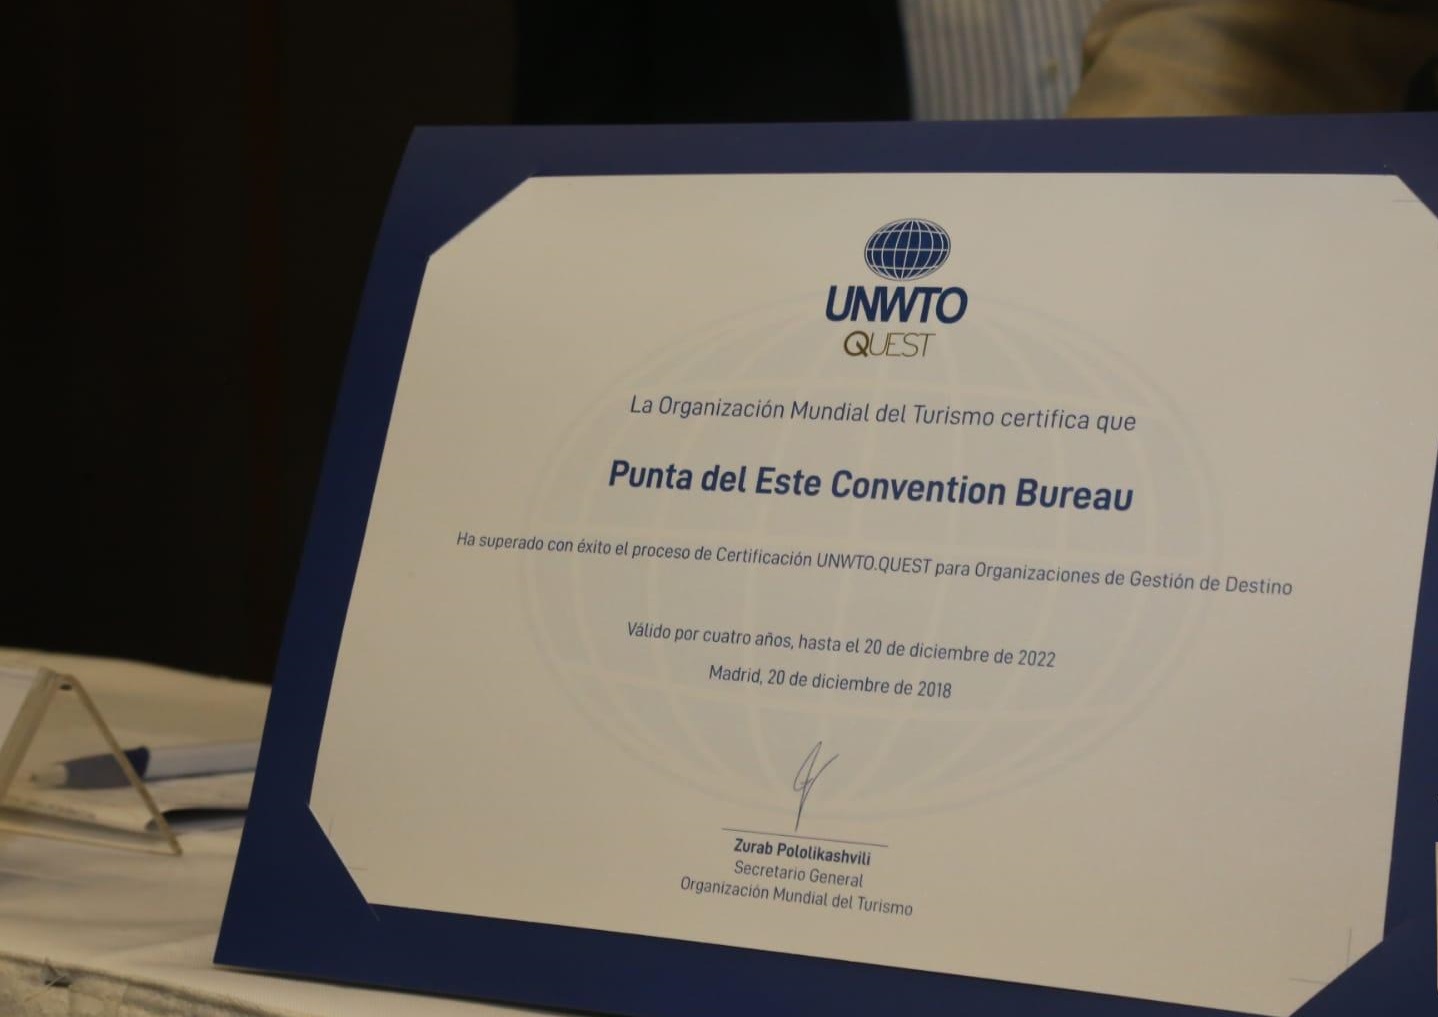 UNWTO
QUEST
La Organización Mundial del Turismo certifica que
Punta del Este Convention Bureau
Ha superado con éxito el proceso de Certificación UNWTO.QUEST para Organizaciones de Gestión de Destino
Válido por cuatro años, hasta el 20 de diciembre de 2022
Madrid, 20 de diciembre de 2018
Zurab Pololikashvili
Secretario General
Organización Mundial del Turismo